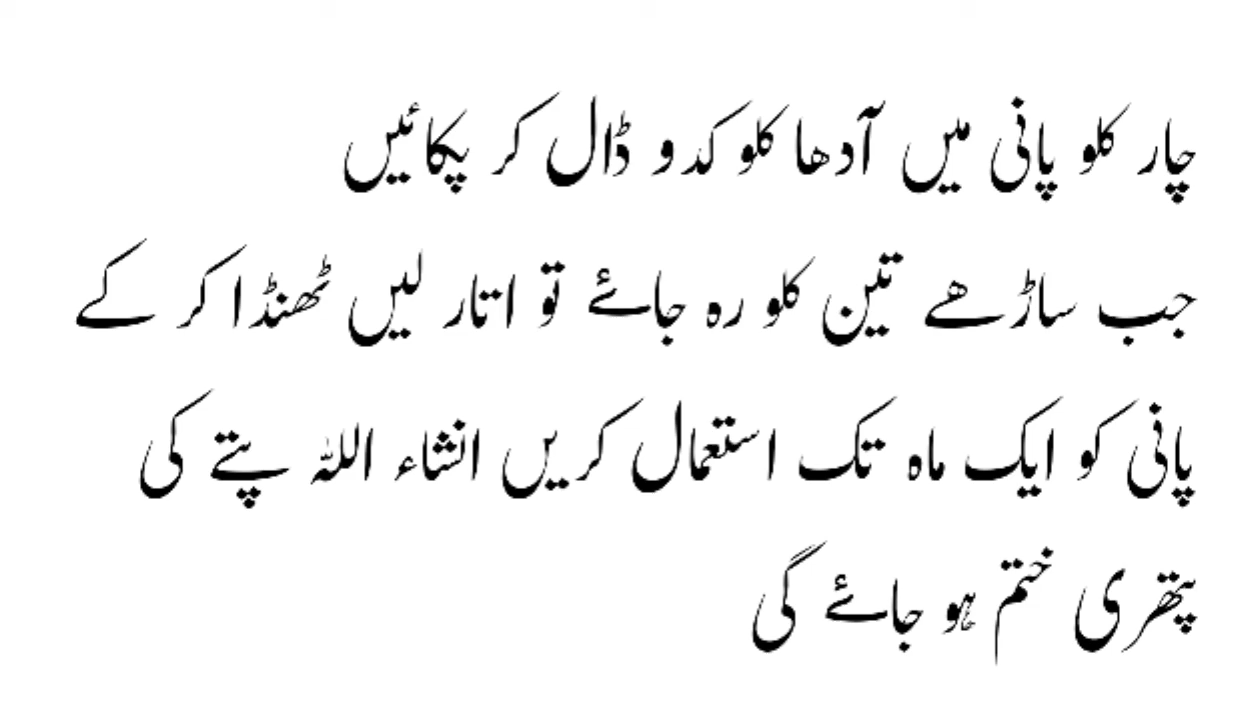 چار کلو پانی میں آدھا کلو کدو ڈال کر پکائیں
جب ساڑھے تین کلو رہ جائے تو اتار لیں ٹھنڈا کر کے
پانی کو ایک ماہ تک استعمال کریں انشاء اللہ پتے کی
پتھری ختم ہو جائے گی